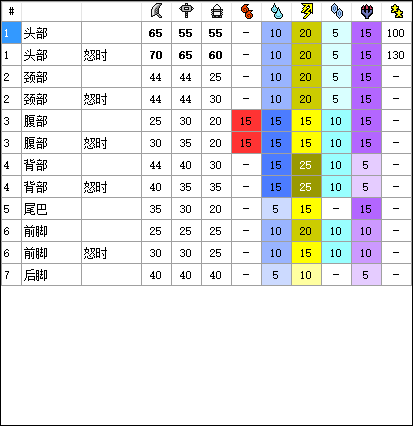 #
1 头部 65 55 55 – 10 20 5 15 100
1 头部 怒时 70 65 60 – 10 20 5 15 130
2 颈部 44 44 25 – 10 20 5 15 –
2 颈部 怒时 44 44 30 – 10 20 5 15 –
3 腹部 25 30 20 15 15 15 10 15 –
3 腹部 怒时 30 35 20 15 15 15 10 15 –
4 背部 44 40 30 – 15 25 10 5 –
4 背部 怒时 40 35 35 – 15 25 10 5 –
5 尾巴 35 30 20 – 5 15 – 15 –
6 前脚 25 25 25 – 10 20 10 10 –
6 前脚 怒时 30 30 20 – 10 15 10 10 –
7 后脚 40 40 40 – 5 10 – 5 –